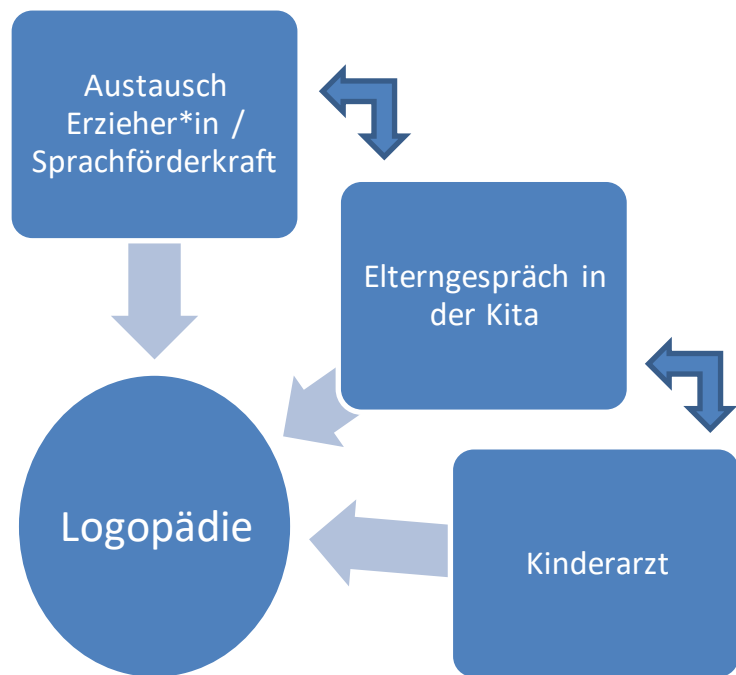 Austausch
Erzieher*in /
Sprachförderkraft
Elterngespräch in
der Kita
Logopädie
Kinderarzt